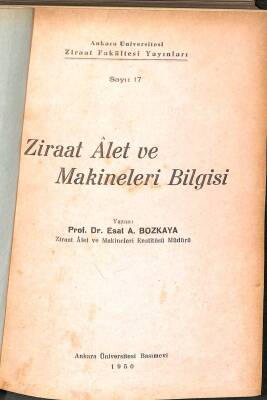 Ankara Üniversitesi
Ziraat Fakültesi Yayınları
Sayı: 17
Ziraat Âlet ve
Makineleri Bilgisi
Yazan:
Prof. Dr. Esat A. BOZKAYA
Ziraat Âlet ve Makineleri Enstitüsü Müdürü
Ankara Üniversitesi Basımevi
1950